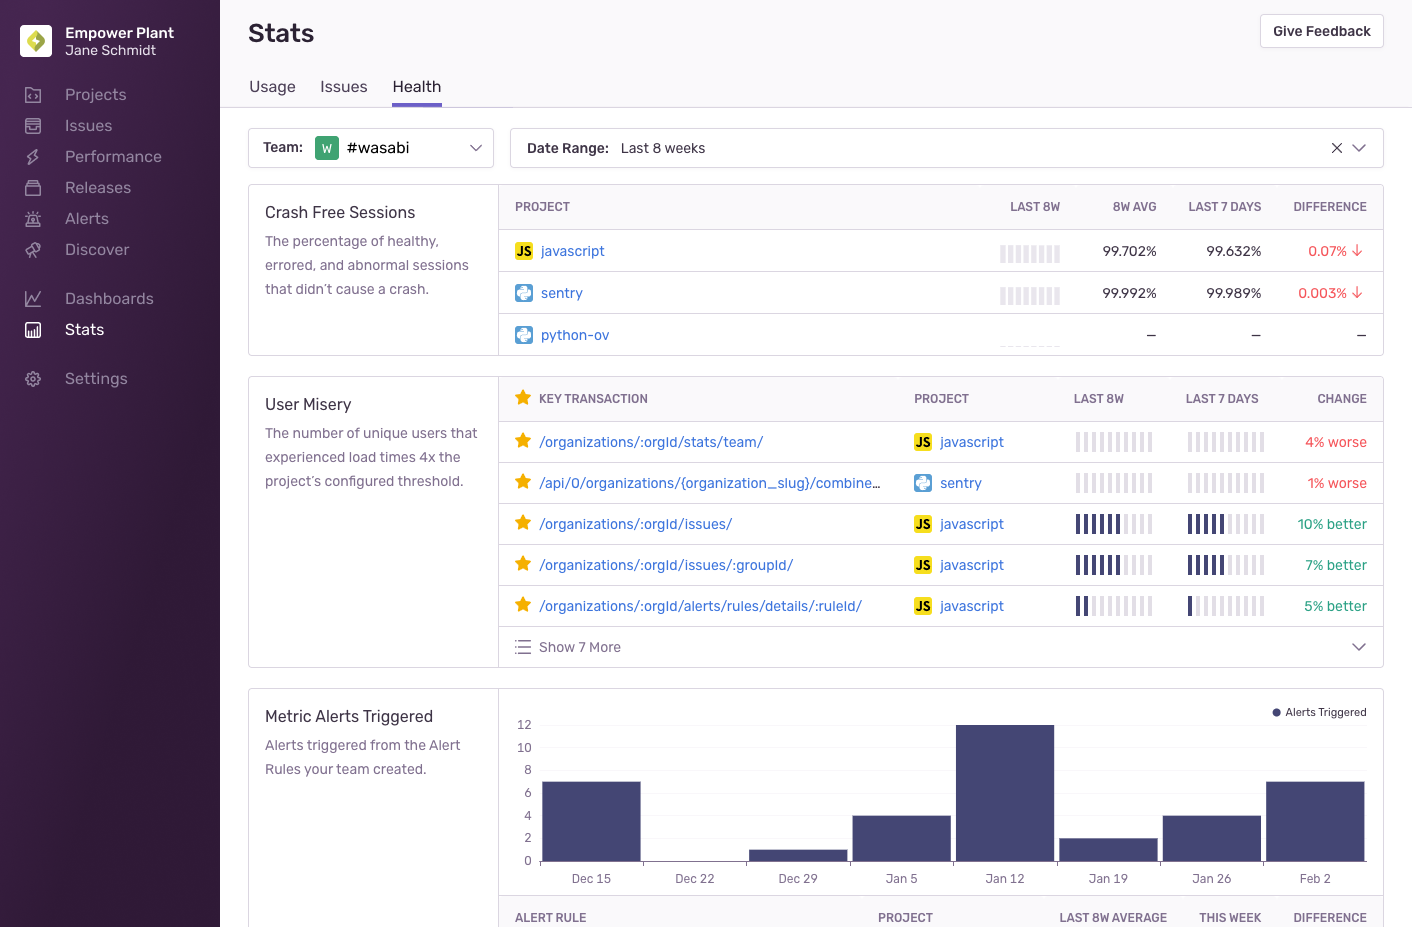 Empower Plant
Jane Schmidt
Projects
Issues
Performance
Releases
Alerts
Discover
Dashboards
Stats
Settings
Stats
Give Feedback
Usage Issues Health
Team: W #wasabi
Date Range: Last 8 weeks
Crash Free Sessions
The percentage of healthy,
errored, and abnormal sessions
that didn't cause a crash.
PROJECT LAST 8W 8W AVG LAST 7 DAYS DIFFERENCE
JS javascript 99.702% 99.632% 0.07% ↓
sentry 99.992% 99.989% 0.003% ↓
python-ov — — —
User Misery
The number of unique users that
experienced load times 4x the
project's configured threshold.
KEY TRANSACTION PROJECT LAST 8W LAST 7 DAYS CHANGE
/organizations/:orgId/stats/team/ JS javascript 4% worse
/api/0/organizations/{organization_slug}/combine… sentry 1% worse
/organizations/:orgId/issues/ JS javascript 10% better
/organizations/:orgId/issues/:groupId/ JS javascript 7% better
/organizations/:orgId/alerts/rules/details/:ruleId/ JS javascript 5% better
Show 7 More
Metric Alerts Triggered
Alerts triggered from the Alert
Rules your team created.
Alerts Triggered
12
10
8
6
4
2
0
Dec 15 Dec 22 Dec 29 Jan 5 Jan 12 Jan 19 Jan 26 Feb 2
ALERT RULE PROJECT LAST 8W AVERAGE THIS WEEK DIFFERENCE